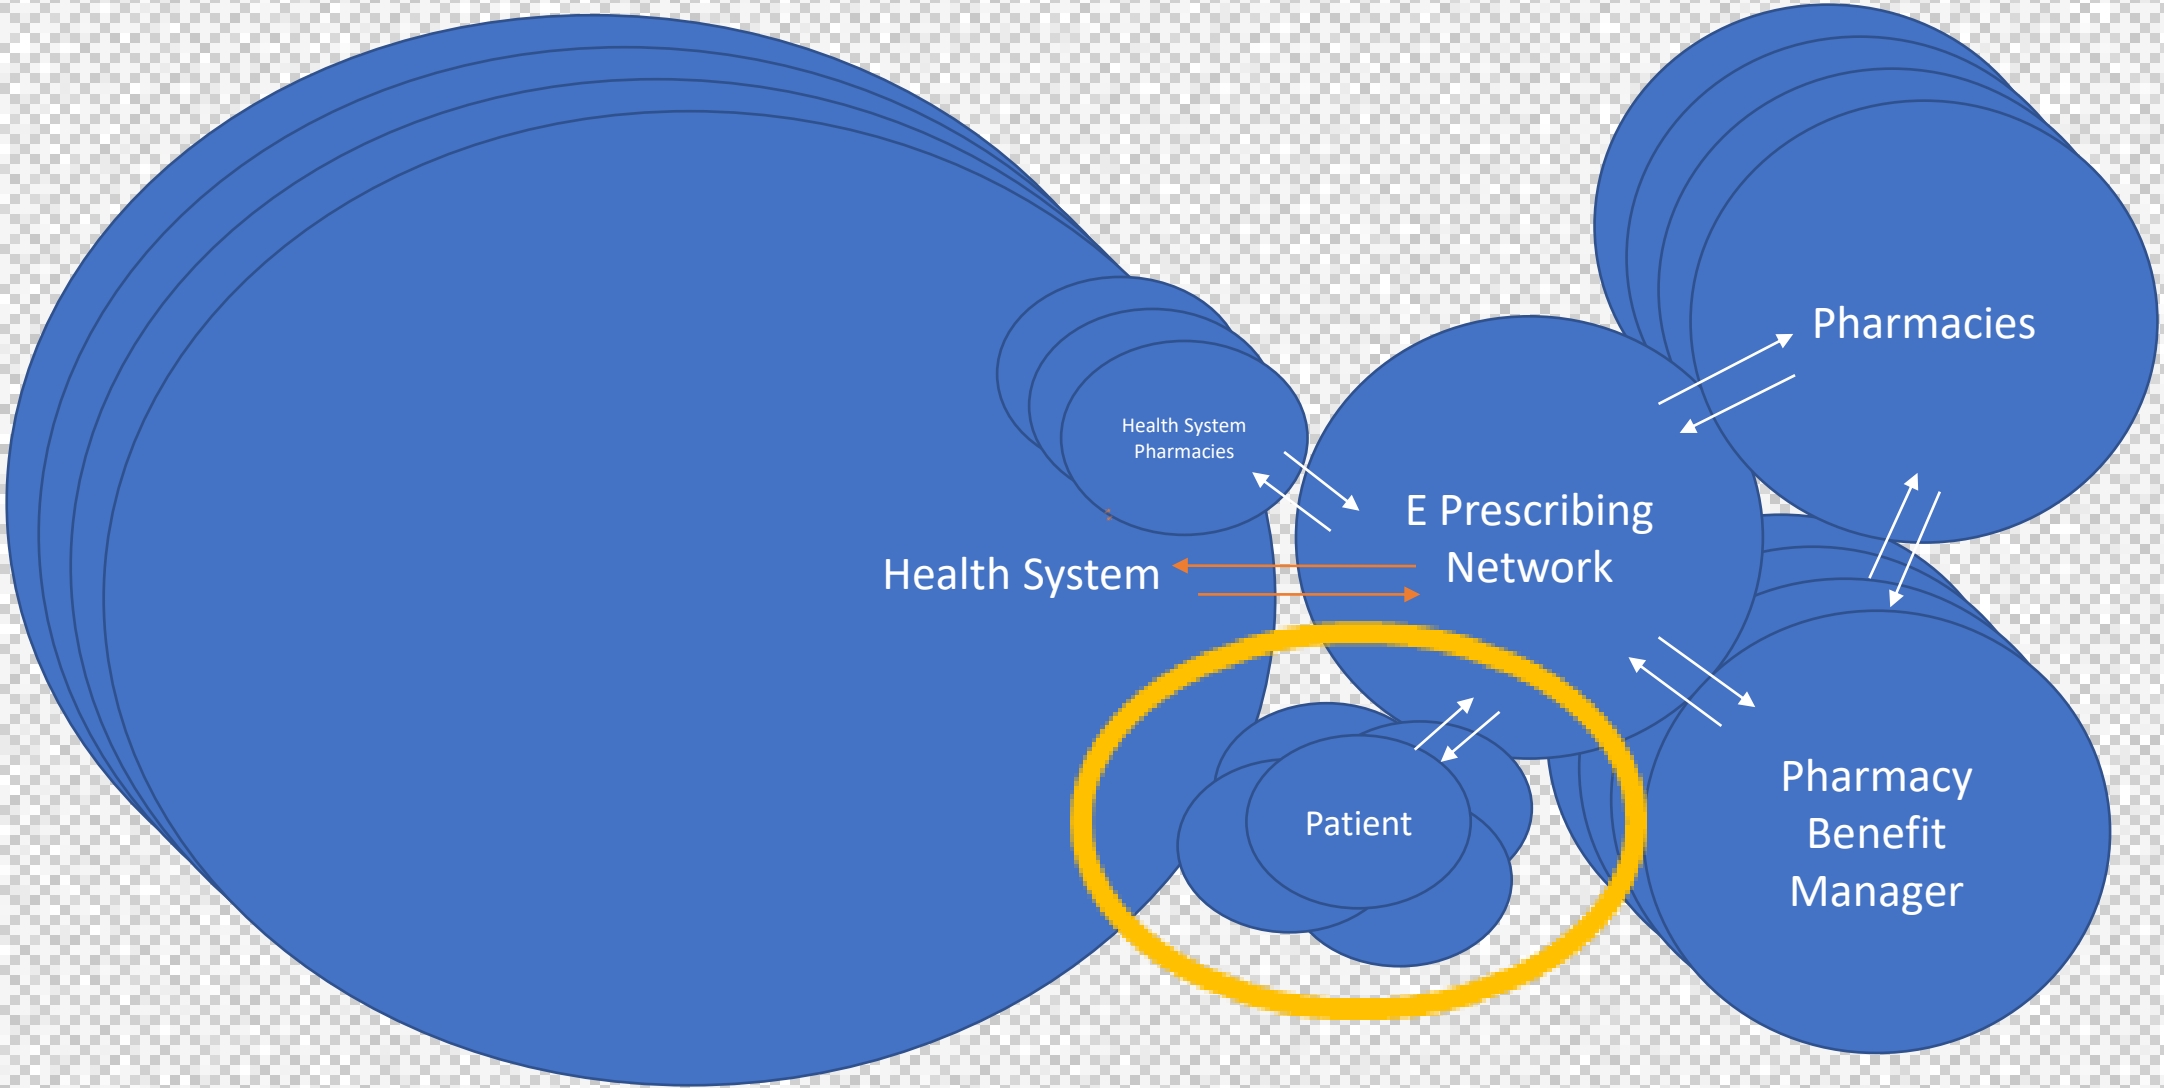 Pharmacies
Health System
Pharmacies
E Prescribing
Network
Health System
Patient
Pharmacy
Benefit
Manager